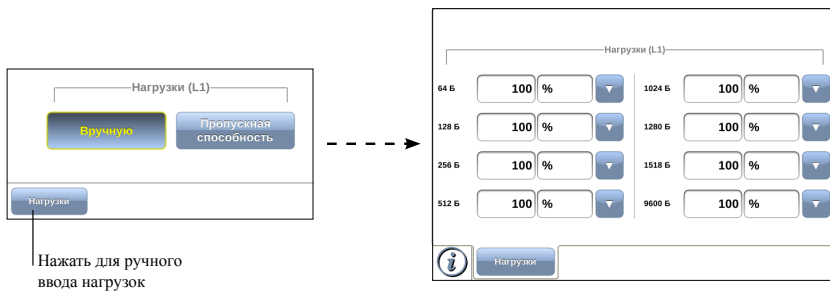 Нагрузки (L1)
Вручную
Пропускная
способность
Нагрузки
Нажать для ручного
ввода нагрузок
Нагрузки (L1)
64 Б 100 % 1024 Б 100 %
128 Б 100 % 1280 Б 100 %
256 Б 100 % 1518 Б 100 %
512 Б 100 % 9600 Б 100 %
i Нагрузки